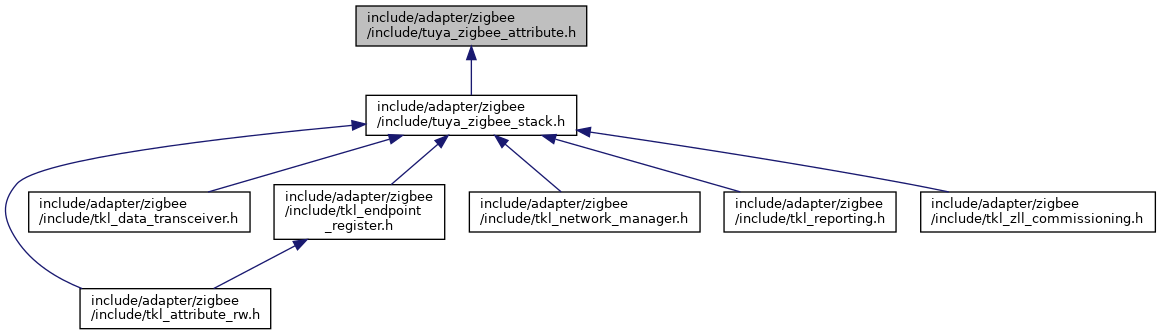 include/adapter/zigbee
/include/tuya_zigbee_attribute.h
include/adapter/zigbee
/include/tuya_zigbee_stack.h
include/adapter/zigbee
/include/tkl_data_transceiver.h
include/adapter/zigbee
/include/tkl_endpoint
_register.h
include/adapter/zigbee
/include/tkl_network_manager.h
include/adapter/zigbee
/include/tkl_reporting.h
include/adapter/zigbee
/include/tkl_zll_commissioning.h
include/adapter/zigbee
/include/tkl_attribute_rw.h